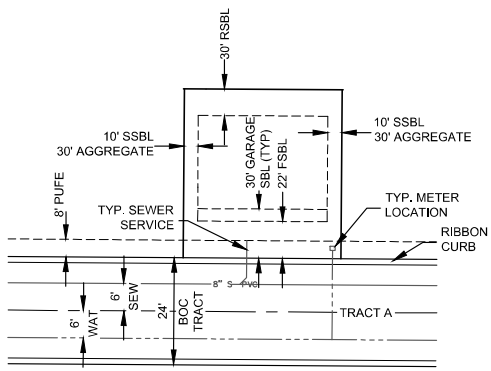 30' RSBL
10' SSBL
30' AGGREGATE
10' SSBL
30' AGGREGATE
30' GARAGE
SBL (TYP)
22' FSBL
8' PUFE
TYP. SEWER
SERVICE
TYP. METER
LOCATION
RIBBON
CURB
8" S PVC
6'
SEW
6'
WAT
24'
BOC
TRACT
TRACT A